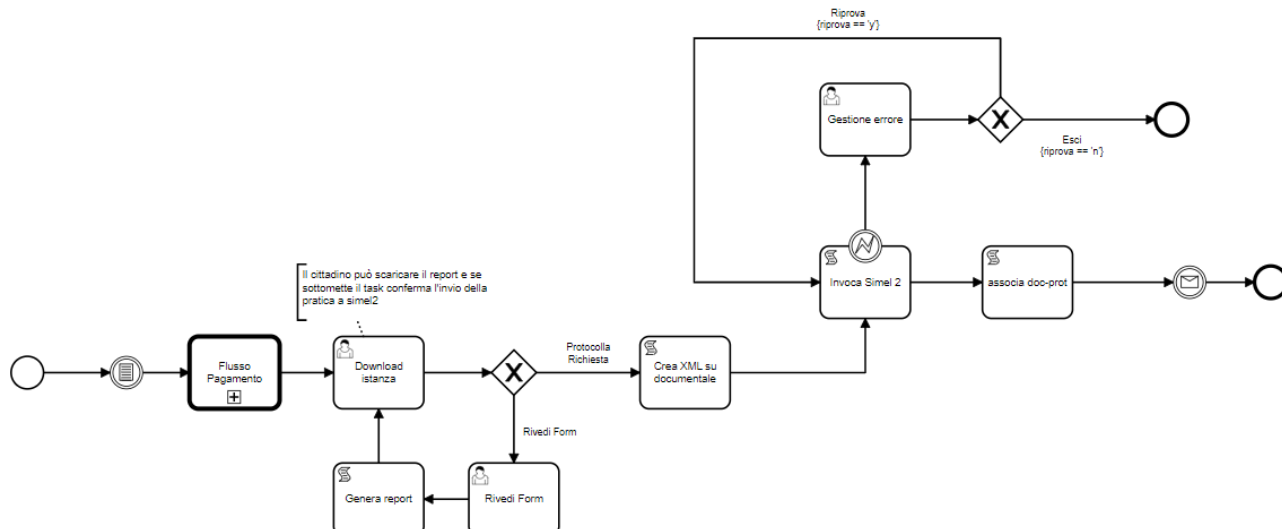 Riprova
{riprova == 'y'}
Gestione errore
Esci
{riprova == 'n'}
Il cittadino può scaricare il report e se
sottomette il task conferma l'invio della
pratica a simel2
Invoca Simel 2
associa doc-prot
Flusso
Pagamento
Download
istanza
Protocolla
Richiesta
Crea XML su
documentale
Rivedi Form
Genera report
Rivedi Form